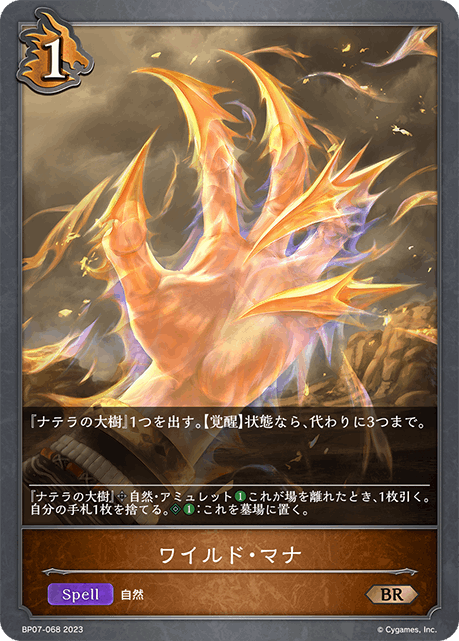 1
『ナテラの大樹』1つを出す。【覚醒】状態なら、代わりに3つまで。
『ナテラの大樹』 自然・アミュレット 1 これが場を離れたとき、1枚引く。
自分の手札1枚を捨てる。 1：これを墓場に置く。
ワイルド・マナ
Spell 自然 BR
BP07-068 2023 © Cygames, Inc.